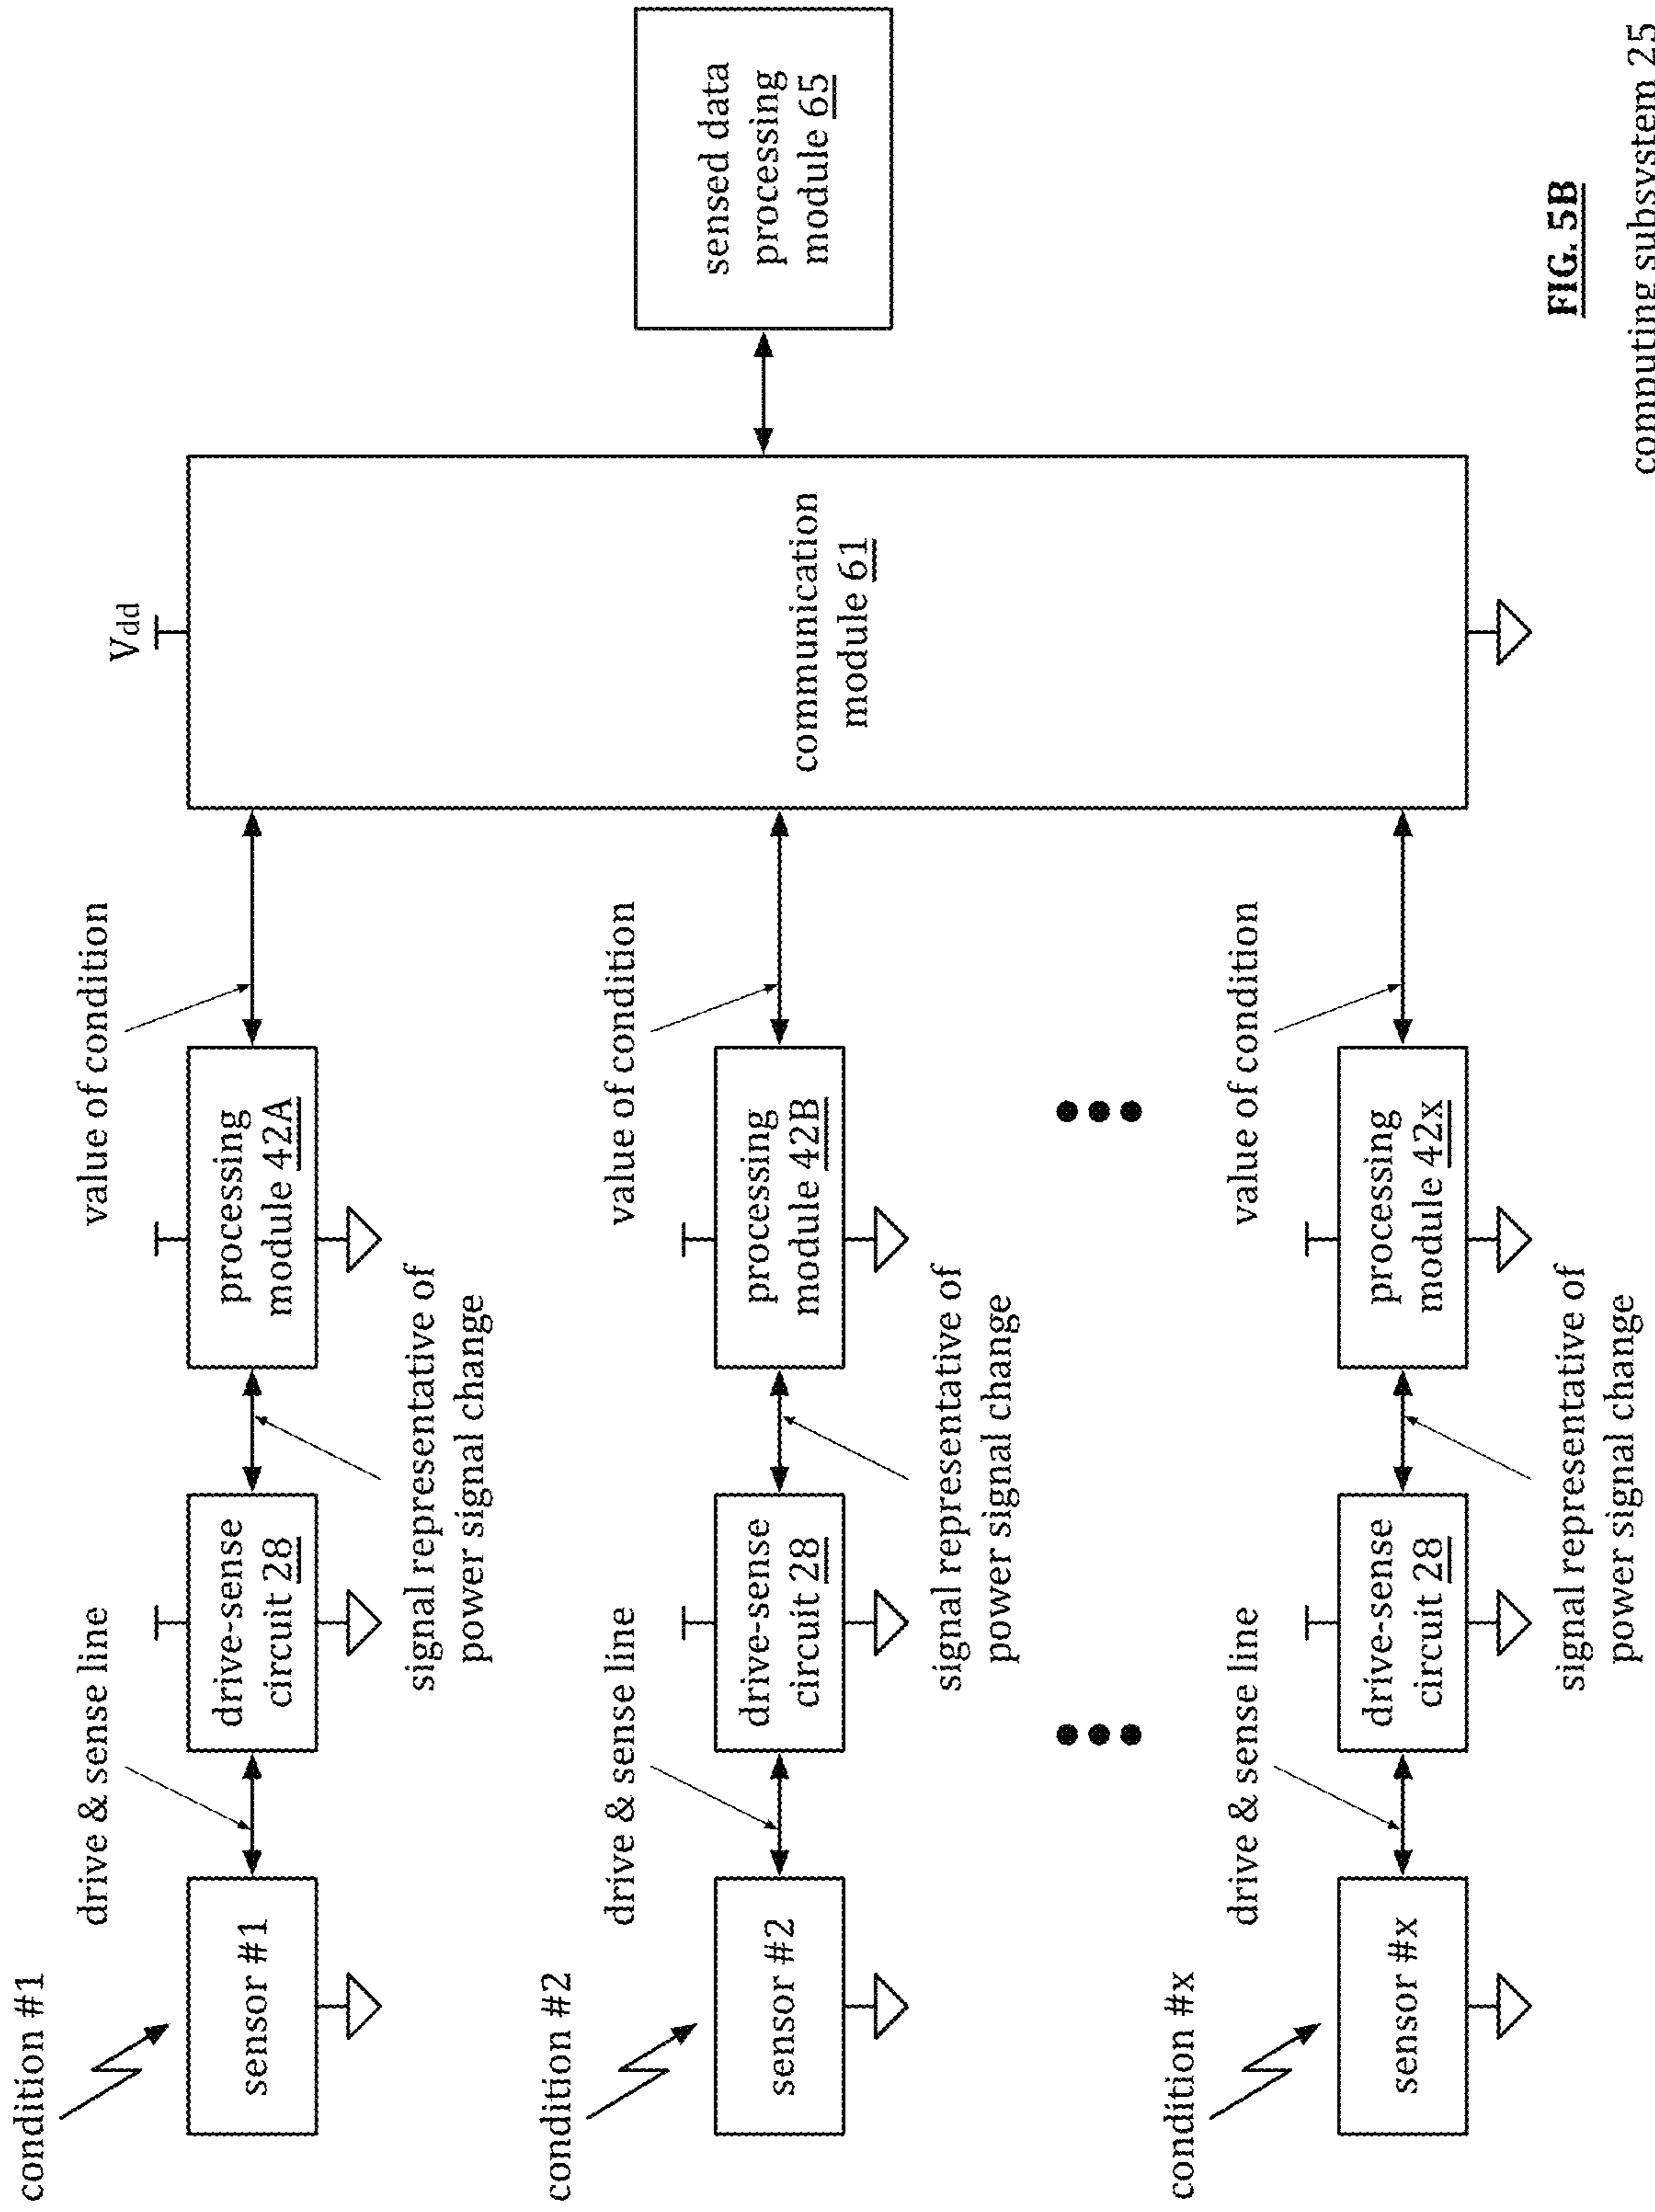 condition #1
drive & sense line
value of condition
Vdd
sensor #1
drive-sense
circuit 28
processing
module 42A
signal representative of
power signal change
condition #2
drive & sense line
value of condition
sensor #2
drive-sense
circuit 28
processing
module 42B
signal representative of
power signal change
communication
module 61
sensed data
processing
module 65
condition #x
drive & sense line
value of condition
sensor #x
drive-sense
circuit 28
processing
module 42x
signal representative of
power signal change
FIG. 5B
computing subsystem 25